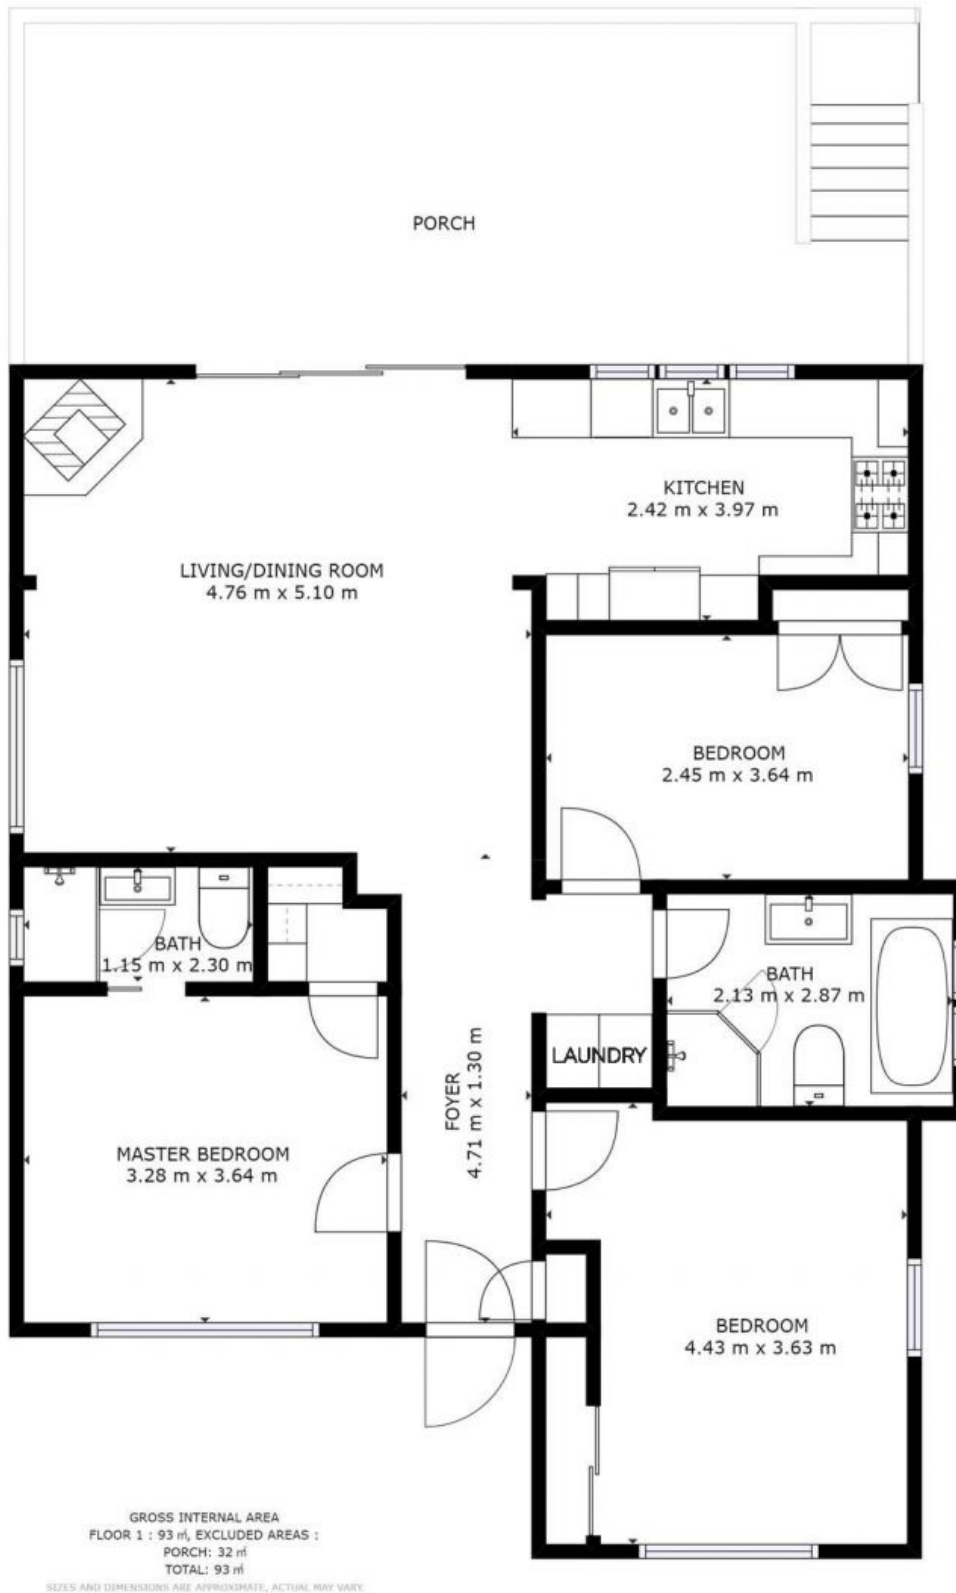 PORCH
KITCHEN
2.42 m x 3.97 m
LIVING/DINING ROOM
4.76 m x 5.10 m
BEDROOM
2.45 m x 3.64 m
BATH
1.15 m x 2.30 m
BATH
2.13 m x 2.87 m
LAUNDRY
FOYER
4.71 m x 1.30 m
MASTER BEDROOM
3.28 m x 3.64 m
BEDROOM
4.43 m x 3.63 m
GROSS INTERNAL AREA
FLOOR 1 : 93 ㎡, EXCLUDED AREAS :
PORCH: 32 ㎡
TOTAL: 93 ㎡
SIZES AND DIMENSIONS ARE APPROXIMATE, ACTUAL MAY VARY.